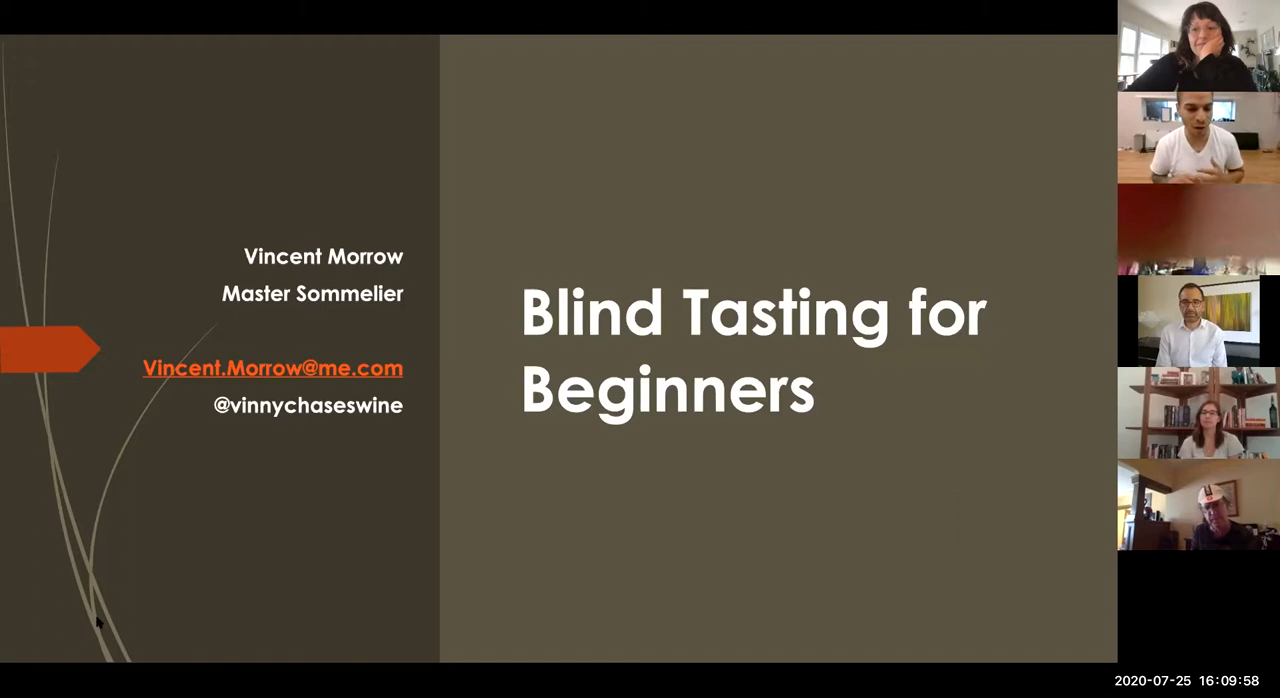 Vincent Morrow
Master Sommelier
Vincent.Morrow@me.com
@vinnychaseswine
Blind Tasting for
Beginners
2020-07-25 16:09:58